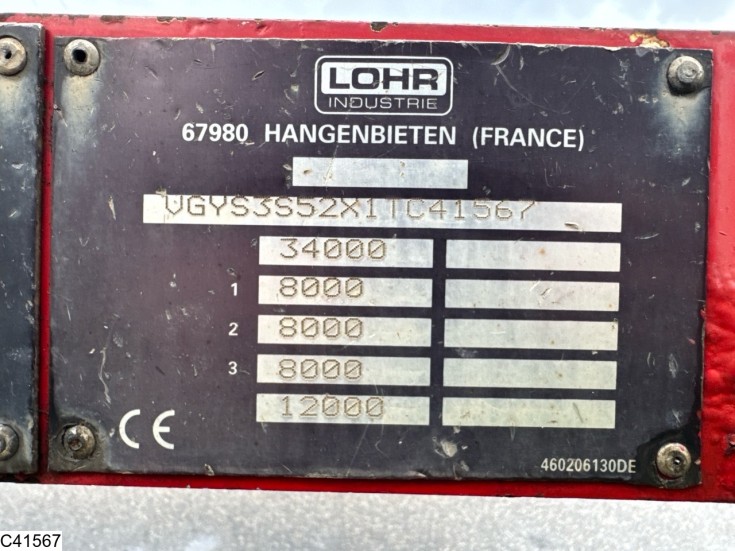 LOHR
INDUSTRIE
67980 HANGENBIETEN (FRANCE)
VGYS3S52X1TC41567
34000
1 8000
2 8000
3 8000
12000
CE
460206130DE
C41567